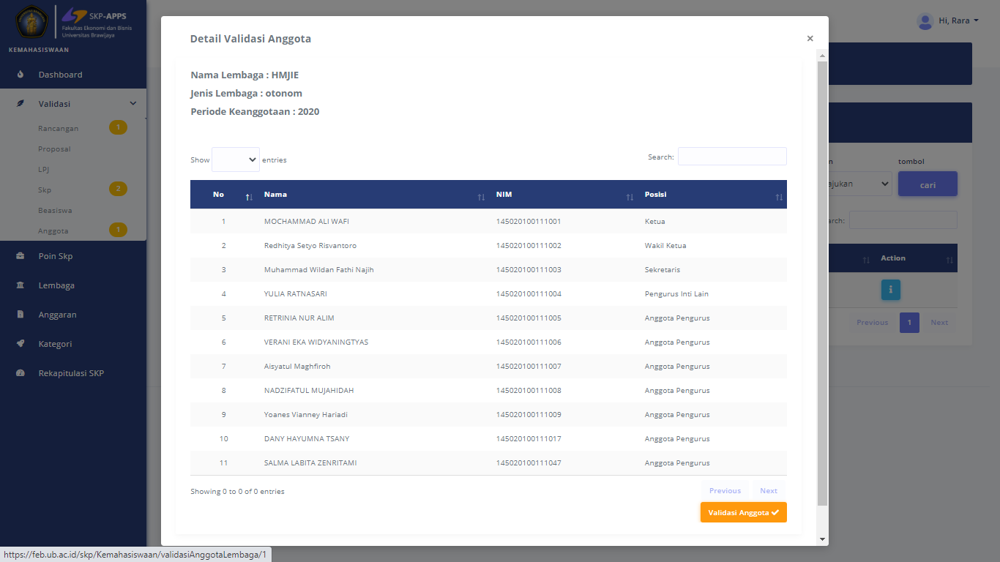 SKP-APPS
Fakultas Ekonomi dan Bisnis
Universitas Brawijaya
KEMAHASISWAAN
Dashboard
Validasi
Rancangan 1
Proposal
LPJ
Skp 2
Beasiswa
Anggota 1
Poin Skp
Lembaga
Anggaran
Kategori
Rekapitulasi SKP
Hi, Rara
Detail Validasi Anggota ×
Nama Lembaga : HMJIE
Jenis Lembaga : otonom
Periode Keanggotaan : 2020
Show entries Search:
No Nama NIM Posisi
1 MOCHAMMAD ALI WAFI 145020100111001 Ketua
2 Redhitya Setyo Risvantoro 145020100111002 Wakil Ketua
3 Muhammad Wildan Fathi Najih 145020100111003 Sekretaris
4 YULIA RATNASARI 145020100111004 Pengurus Inti Lain
5 RETRINIA NUR ALIM 145020100111005 Anggota Pengurus
6 VERANI EKA WIDYANINGTYAS 145020100111006 Anggota Pengurus
7 Aisyatul Maghfiroh 145020100111007 Anggota Pengurus
8 NADZIFATUL MUJAHIDAH 145020100111008 Anggota Pengurus
9 Yoanes Vianney Hariadi 145020100111009 Anggota Pengurus
10 DANY HAYUMNA TSANY 145020100111017 Anggota Pengurus
11 SALMA LABITA ZENRITAMI 145020100111047 Anggota Pengurus
Showing 0 to 0 of 0 entries Previous Next
Validasi Anggota
n tombol
ajukan cari
arch:
Action
Previous 1 Next
https://feb.ub.ac.id/skp/Kemahasiswaan/validasiAnggotaLembaga/1